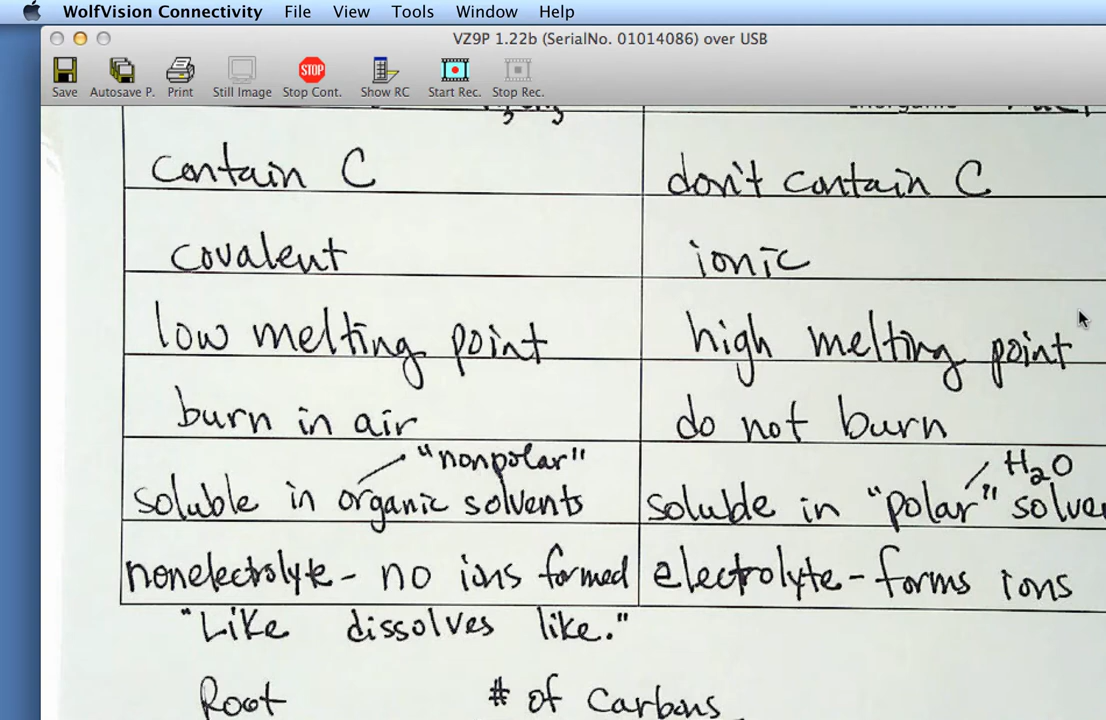 WolfVision Connectivity File View Tools Window Help
VZ9P 1.22b (SerialNo. 01014086) over USB
Save Autosave P. Print Still Image STOP Stop Cont. Show RC Start Rec. Stop Rec.
contain C don't contain C
covalent ionic
low melting point high melting point
burn in air do not burn
"nonpolar" H2O
soluble in organic solvents soluble in "polar"
nonelectrolyte - no ions formed electrolyte - forms ions
"Like dissolves like."
Root # of Carbons